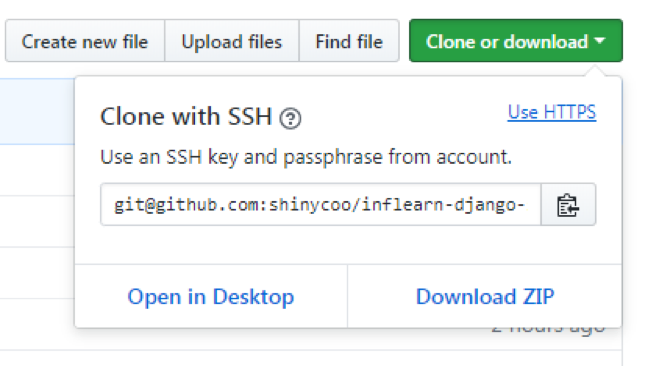 Create new file Upload files Find file Clone or download
Clone with SSH Use HTTPS
Use an SSH key and passphrase from account.
git@github.com:shinycoo/inflearn-django-
Open in Desktop Download ZIP
2 hours ago